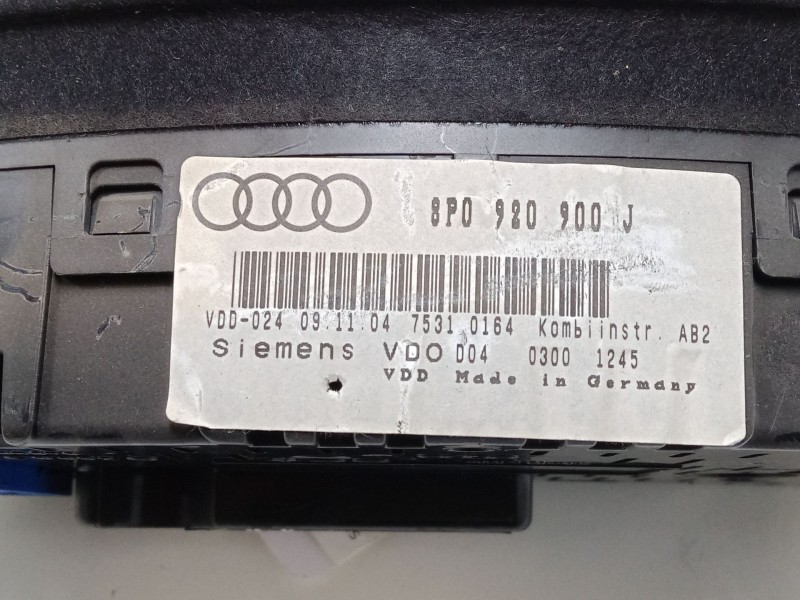 8P0 920 900 J
VDD-024 09.11.04 7531 0164 Kombiinstr. AB2
Siemens VDO D04 0300 1245
VDD Made in Germany